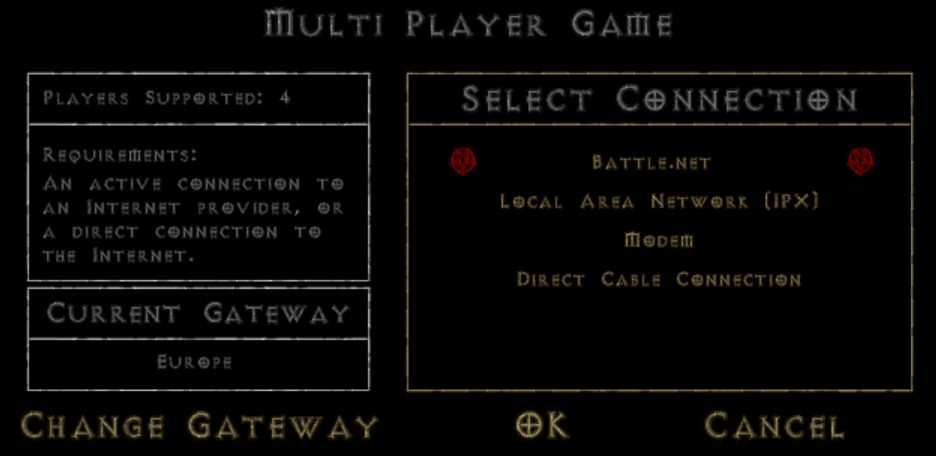 Multi Player Game
Players Supported: 4
Requirements:
An active connection to
an Internet provider, or
a direct connection to
the Internet.
Current Gateway
Europe
Select Connection
Battle.net
Local Area Network (IPX)
Modem
Direct Cable Connection
Change Gateway
OK
Cancel